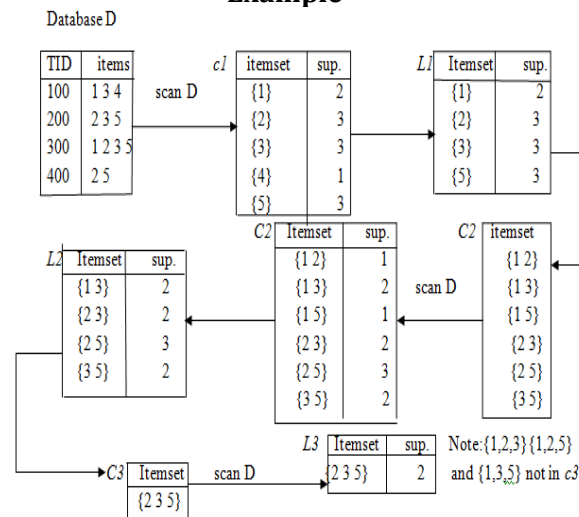 Example
Database D
TID items
100 1 3 4
200 2 3 5
300 1 2 3 5
400 2 5
scan D
c1 itemset sup.
{1} 2
{2} 3
{3} 3
{4} 1
{5} 3
L1 Itemset sup.
{1} 2
{2} 3
{3} 3
{5} 3
C2 itemset
{1 2}
{1 3}
{1 5}
{2 3}
{2 5}
{3 5}
scan D
C2 Itemset sup.
{1 2} 1
{1 3} 2
{1 5} 1
{2 3} 2
{2 5} 3
{3 5} 2
L2 Itemset sup.
{1 3} 2
{2 3} 2
{2 5} 3
{3 5} 2
C3 Itemset
{2 3 5}
scan D
L3 Itemset sup.
{2 3 5} 2
Note:{1,2,3}{1,2,5}
and {1,3,5} not in c3